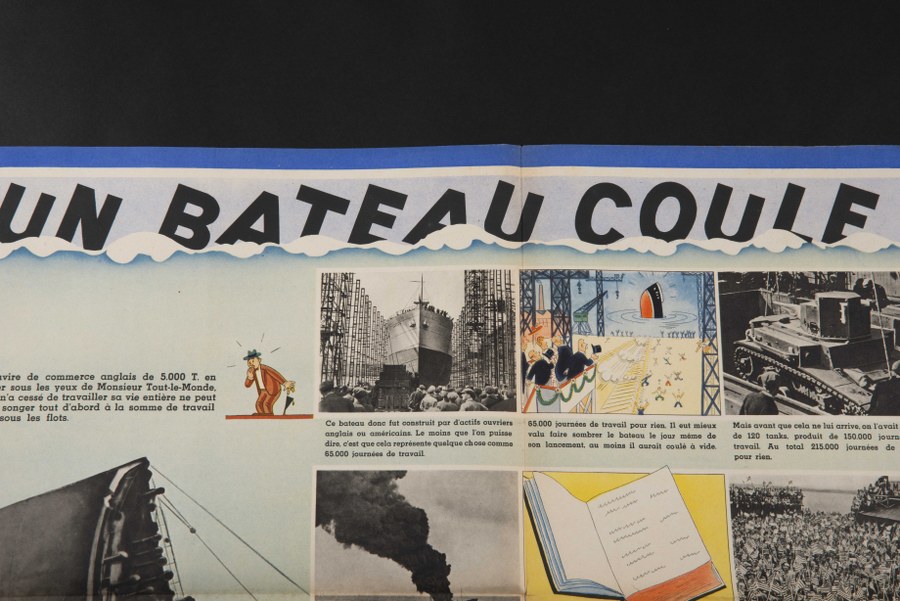 UN BATEAU COULE
avire de commerce anglais de 5.000 T. en
er sous les yeux de Monsieur Tout-le-Monde,
n'a cessé de travailler sa vie entière ne peut
songer tout d'abord à la somme de travail
sous les flots.
Ce bateau donc fut construit par d'actifs ouvriers
anglais ou américains. Le moins que l'on puisse
dire, c'est que cela représente quelque chose comme
65.000 journées de travail.
65.000 journées de travail pour rien. Il eut mieux
valu faire sombrer le bateau le jour même de
son lancement, au moins il aurait coulé à vide.
Mais avant que cela ne lui arrive, on l'avait
de 120 tanks, produit de 150.000 journ
travail. Au total 215.000 journées de
pour rien.